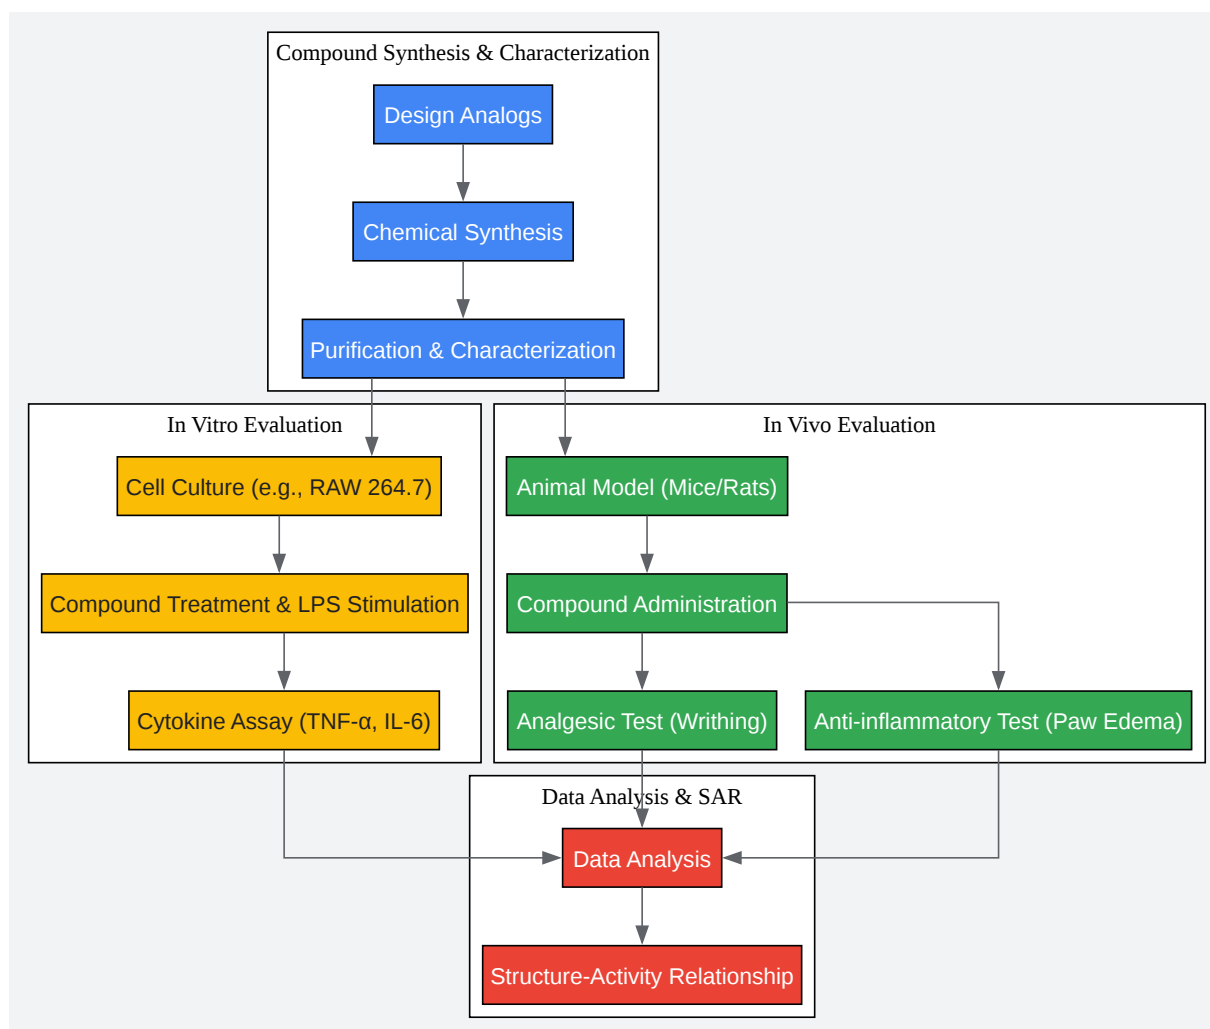 Compound Synthesis & Characterization
Design Analogs
Chemical Synthesis
Purification & Characterization
In Vitro Evaluation
Cell Culture (e.g., RAW 264.7)
Compound Treatment & LPS Stimulation
Cytokine Assay (TNF-α, IL-6)
In Vivo Evaluation
Animal Model (Mice/Rats)
Compound Administration
Analgesic Test (Writhing)
Anti-inflammatory Test (Paw Edema)
Data Analysis & SAR
Data Analysis
Structure-Activity Relationship